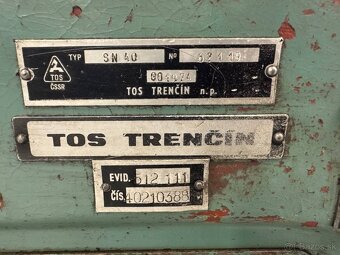 TYP SN 40 No
TOS
ČSSR
TOS TRENČÍN n.p.
TOS TRENČÍN
EVID. 512 111
ČÍS. 40210388